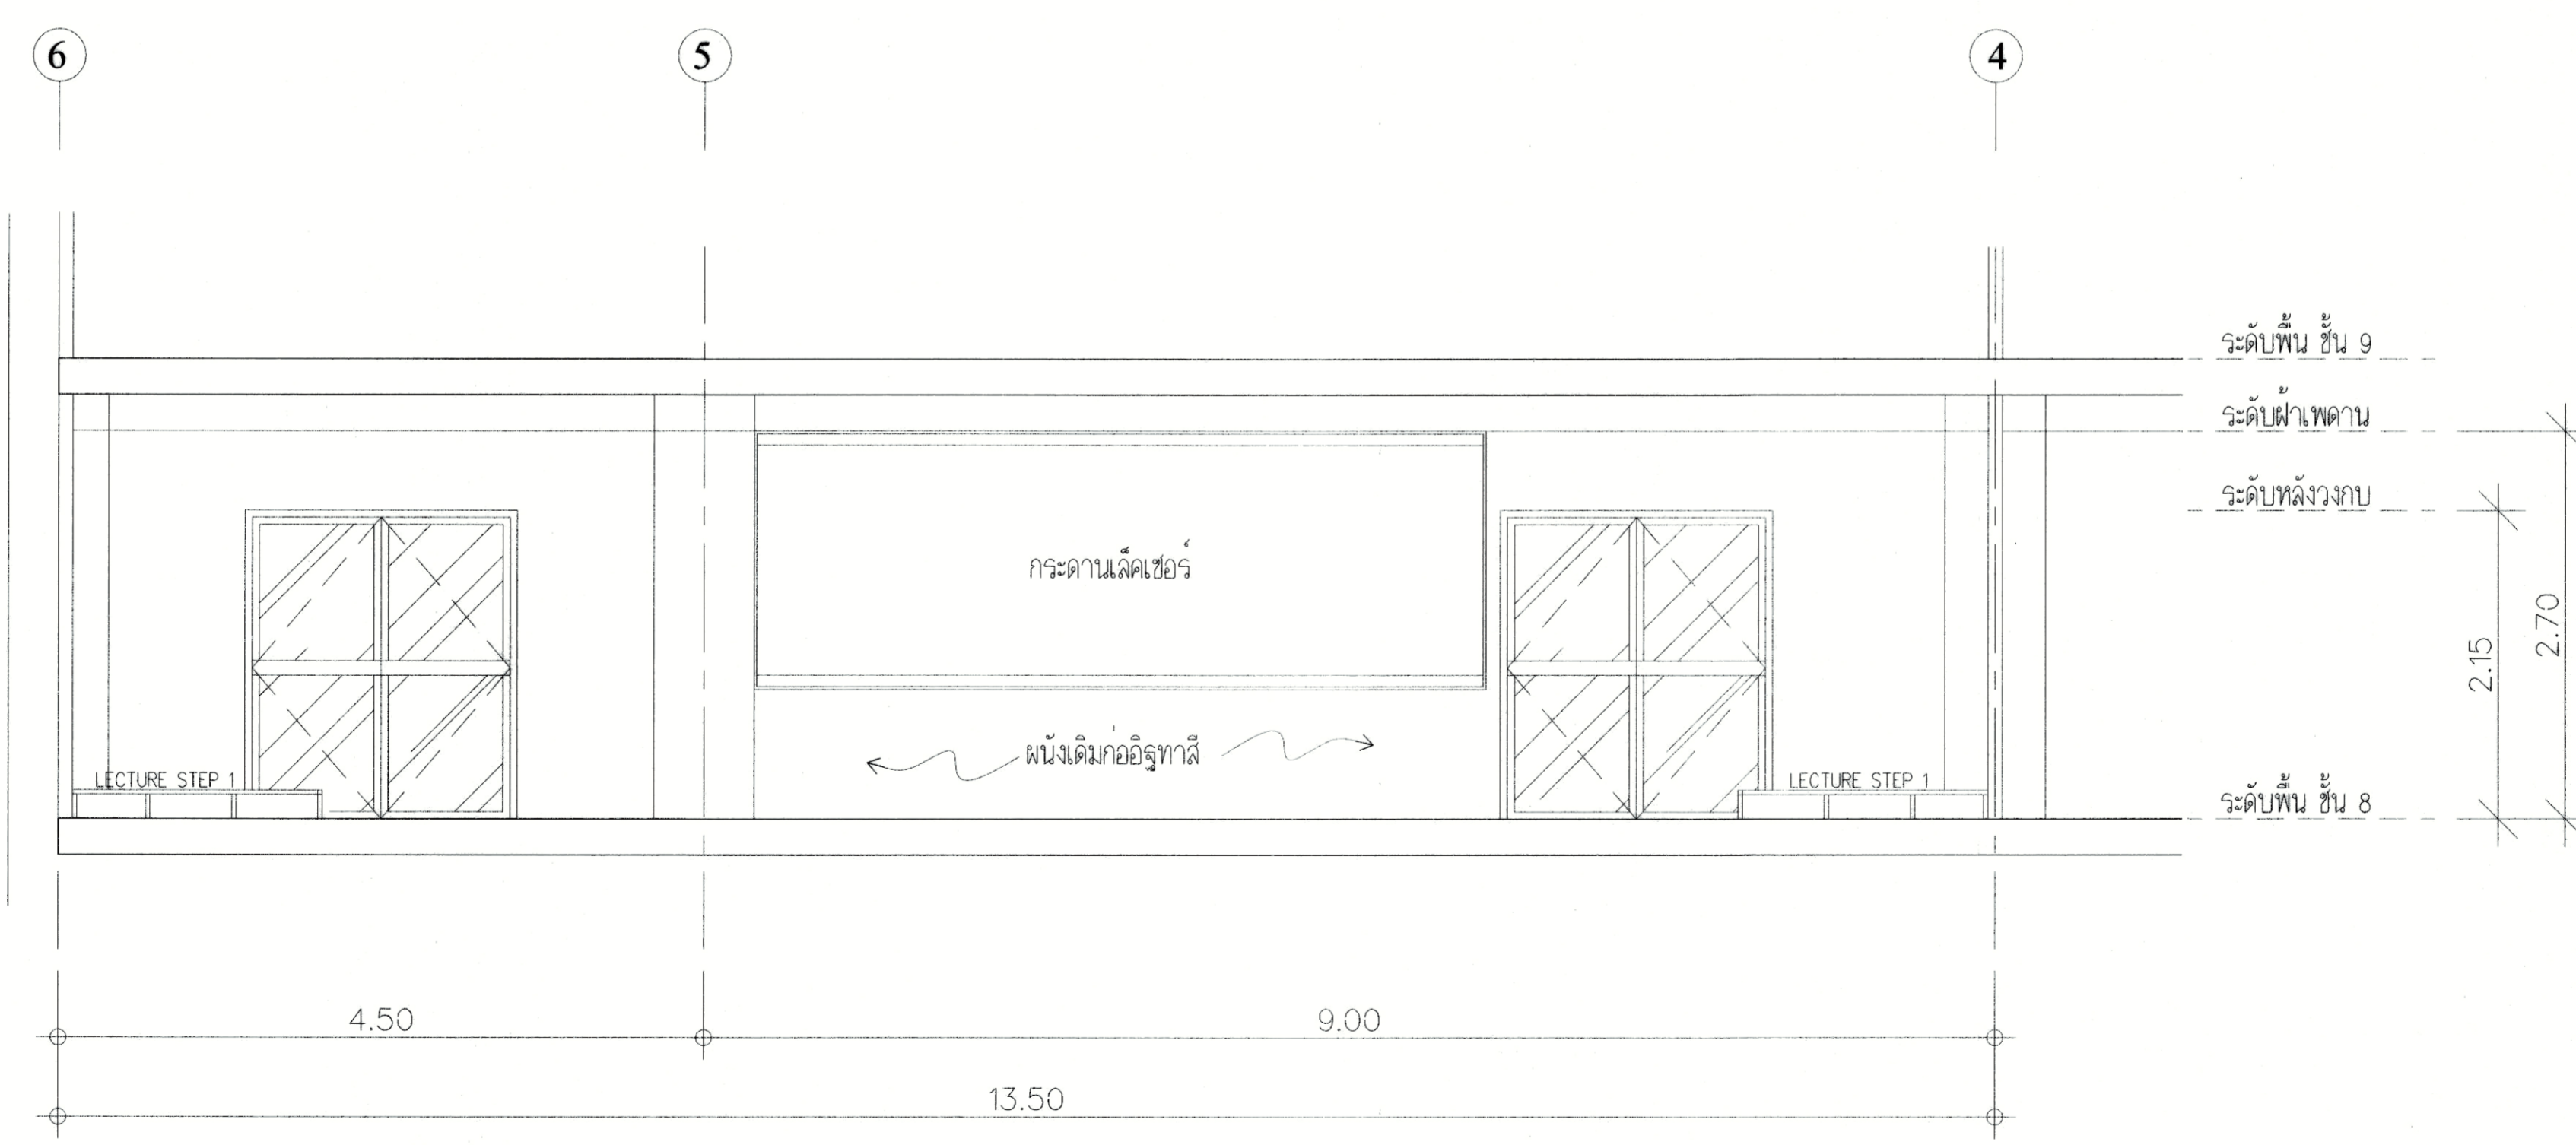 6
5
4
ระดับพื้น ชั้น 9
ระดับฝ้าเพดาน
ระดับหลังวงกบ
กระดานเล็คเชอร์
2.15
2.70
ผนังเดิมก่ออิฐทาสี
LECTURE STEP 1
LECTURE STEP 1
ระดับพื้น ชั้น 8
4.50
9.00
13.50